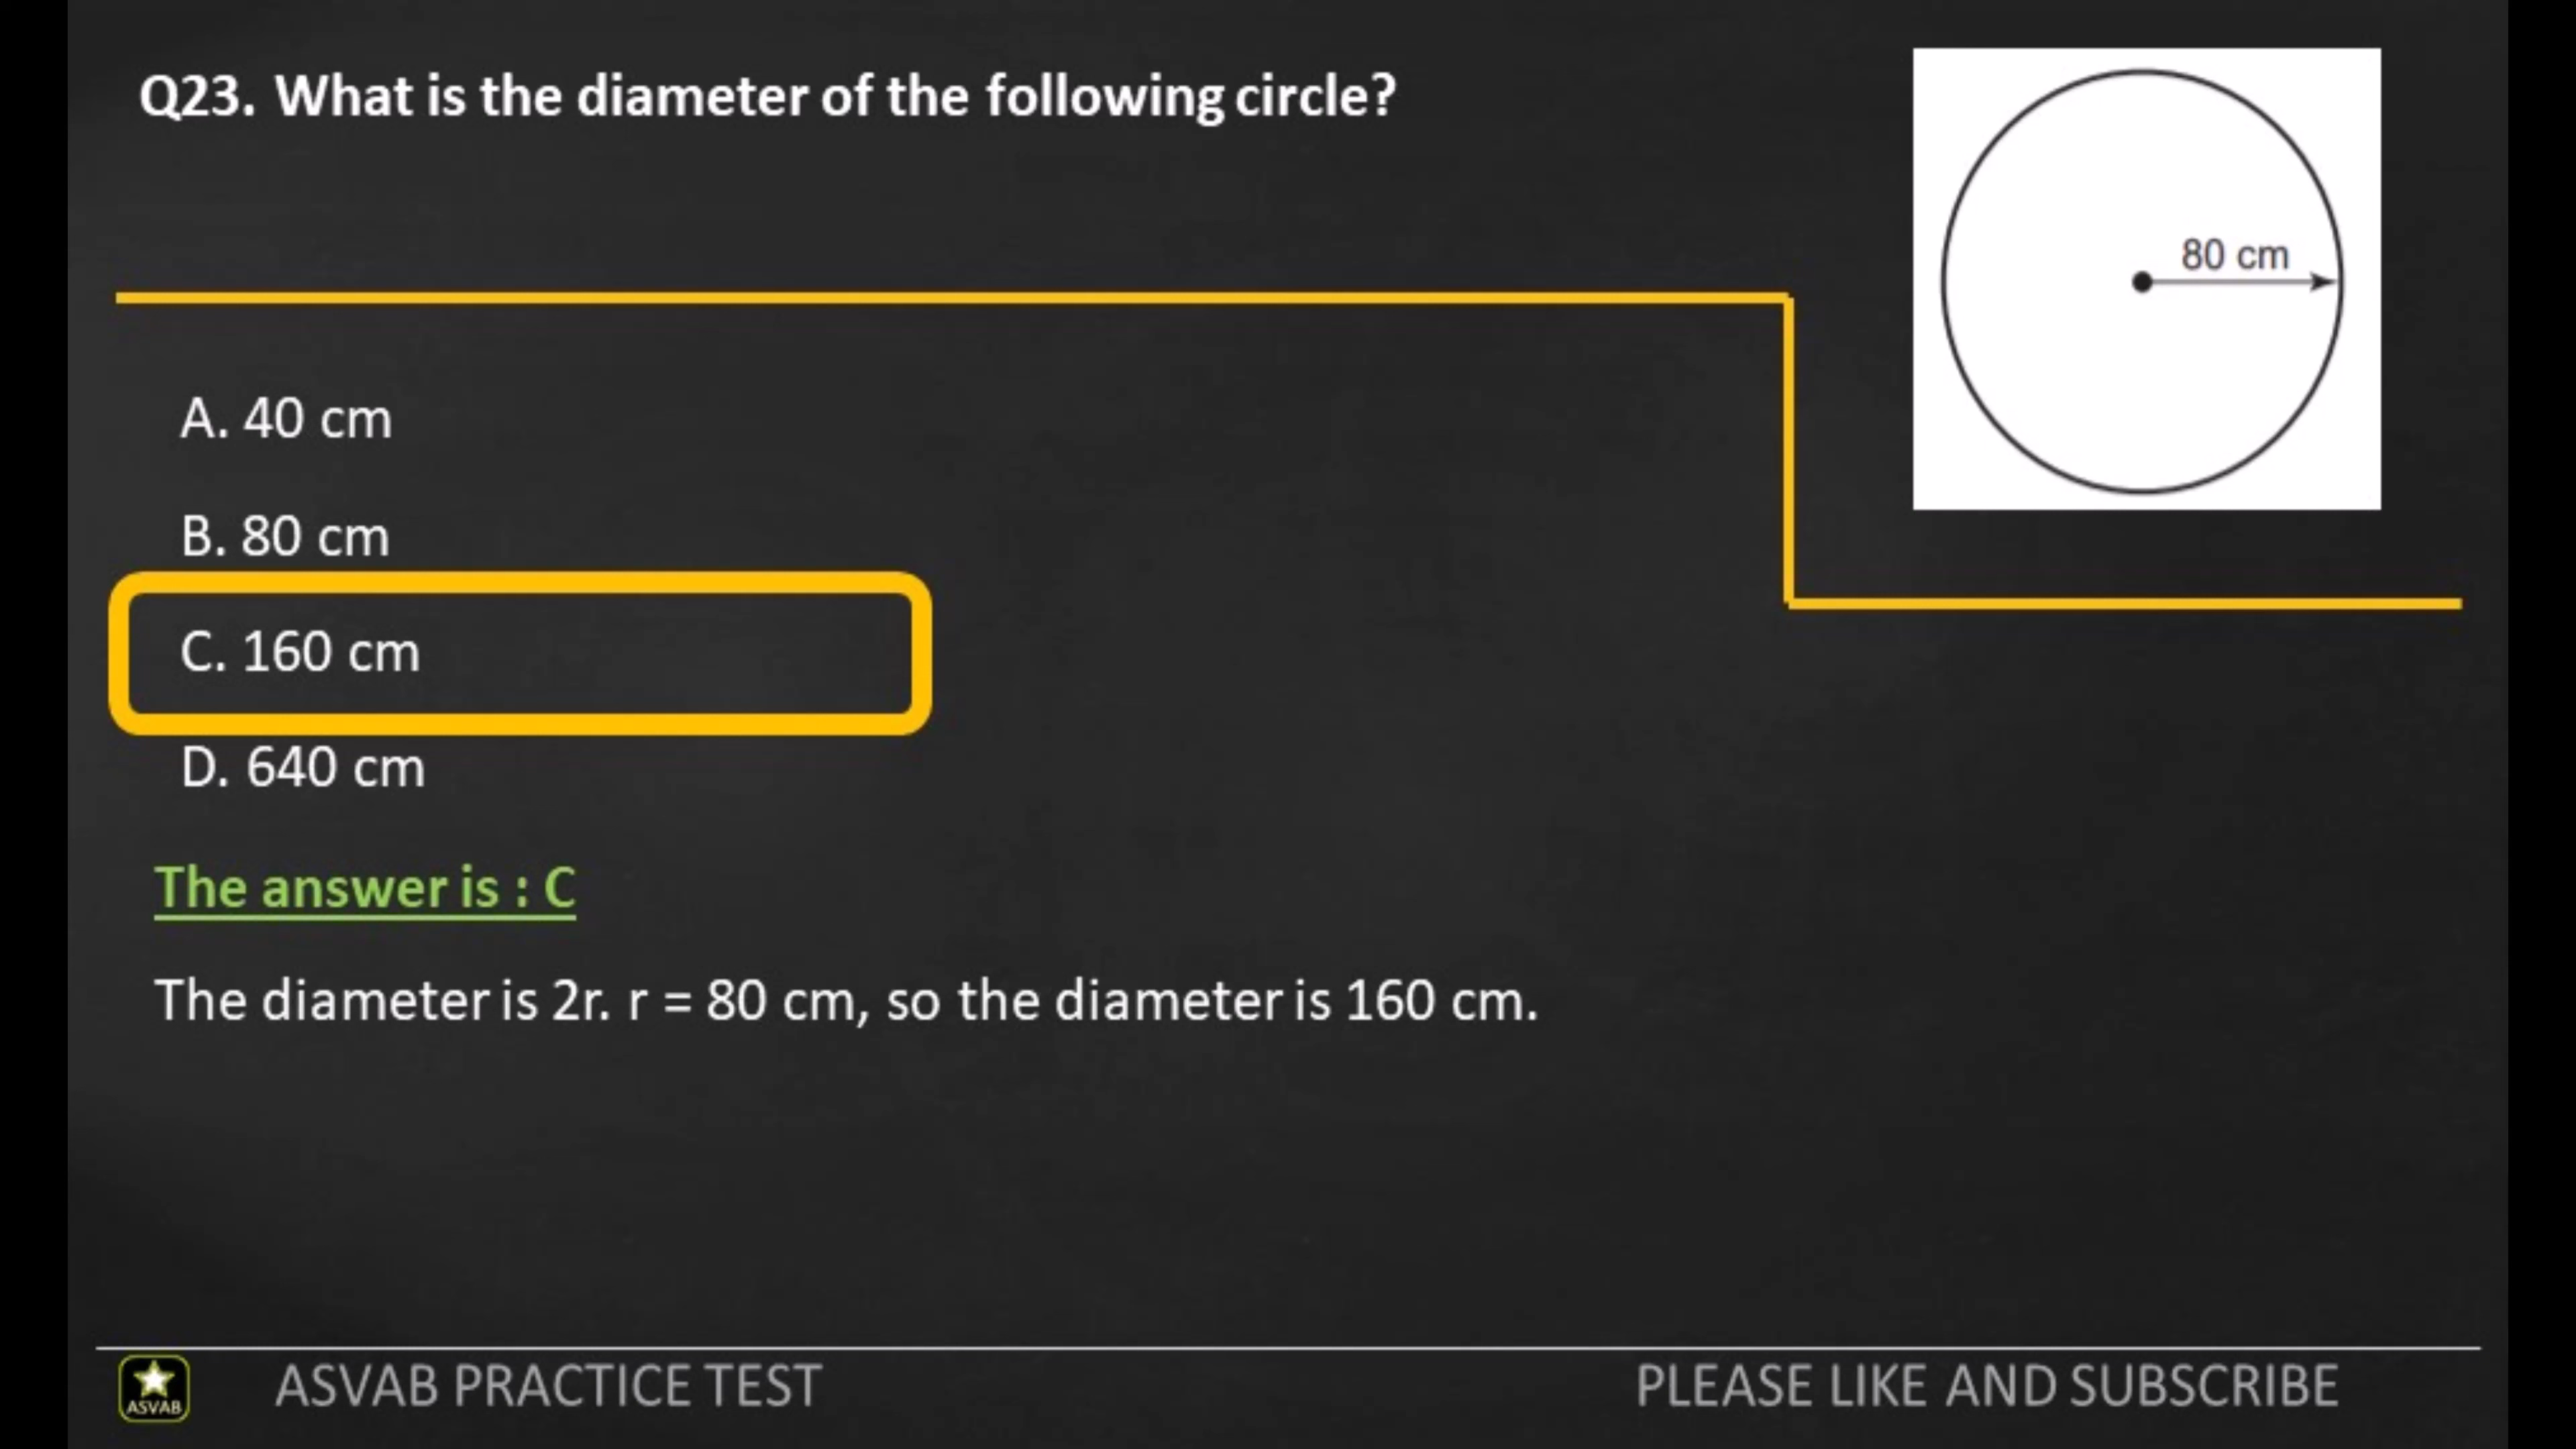 Q23. What is the diameter of the following circle?
80 cm
A. 40 cm
B. 80 cm
C. 160 cm
D. 640 cm
The answer is : C
The diameter is 2r. r = 80 cm, so the diameter is 160 cm.
ASVAB
ASVAB PRACTICE TEST
PLEASE LIKE AND SUBSCRIBE